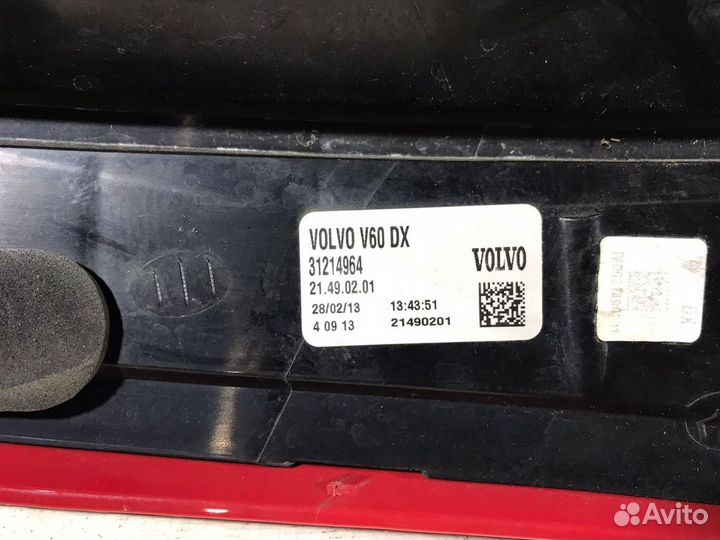 VOLVO V60 DX
31214964
VOLVO
21.49.02.01
28/02/13 13:43:51
4 09 13 21490201
DX
Avito